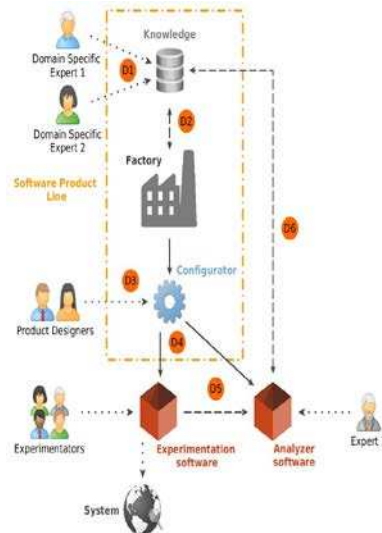 Knowledge
Domain Specific
Expert 1
D1
Domain Specific
Expert 2
D2
Factory
Software Product
Line
D6
D3
Configurator
Product Designers
D4
D5
Experimentators
Experimentation
software
Analyzer
software
Expert
System